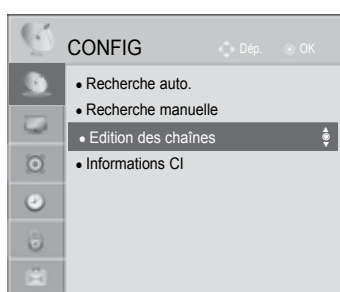 CONFIG Dép. OK
• Recherche auto.
• Recherche manuelle
• Edition des chaînes
• Informations CI